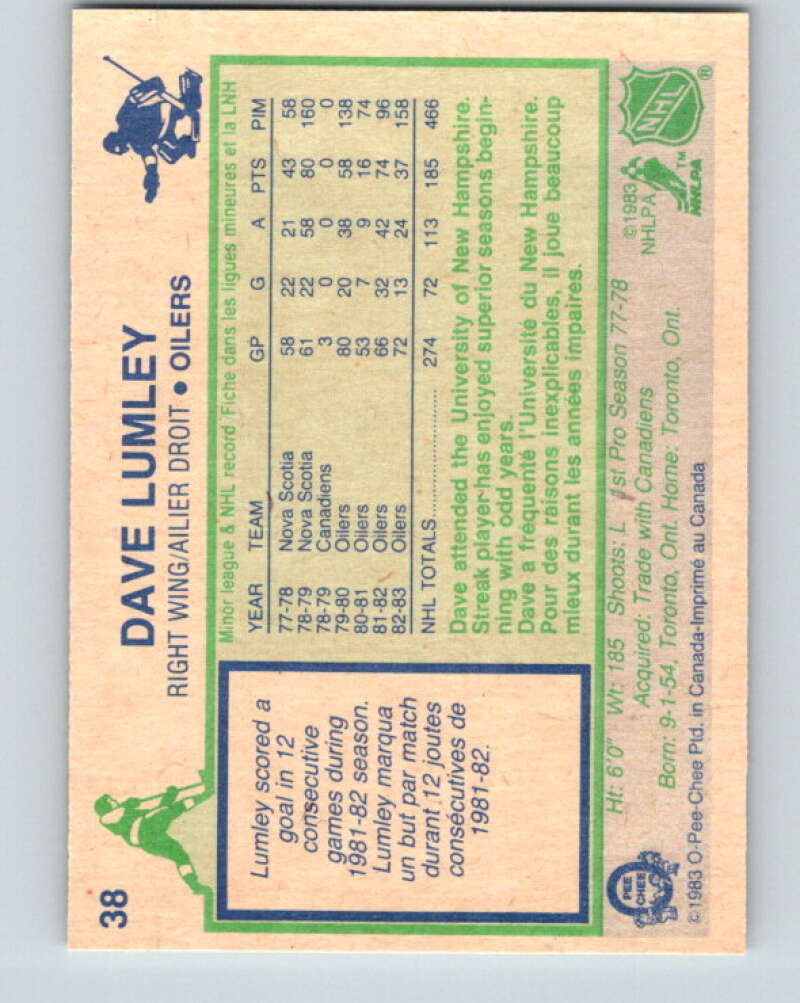 38
DAVE LUMLEY
RIGHT WING/AILIER DROIT • OILERS
Lumley scored a
goal in 12
consecutive
games during
1981-82 season.
Lumley marqua
un but par match
durant 12 joutes
consécutives de
1981-82.
Minor league & NHL record/Fiche dans les ligues mineures et la LNH
YEAR TEAM GP G A PTS PIM
77-78 Nova Scotia 58 22 21 43 58
78-79 Nova Scotia 61 22 58 80 160
78-79 Canadiens 3 0 0 0 0
79-80 Oilers 80 20 38 58 138
80-81 Oilers 53 7 9 16 74
81-82 Oilers 66 32 42 74 96
82-83 Oilers 72 13 24 37 158
NHL TOTALS.................... 274 72 113 185 466
Dave attended the University of New Hampshire.
Streak player has enjoyed superior seasons begin-
ning with odd years.
Dave a fréquenté l'Université du New Hampshire.
Pour des raisons inexplicables, il joue beaucoup
mieux durant les années impaires.
Ht: 6'0" Wt: 185 Shoots: L 1st Pro Season 77-78
Acquired: Trade with Canadiens
Born: 9-1-54, Toronto, Ont. Home: Toronto, Ont.
©1983 O-Pee-Chee Ptd. in Canada-Imprimé au Canada
O PEE CHEE
©1983
NHLPA
TM
NHLPA
NHL
®